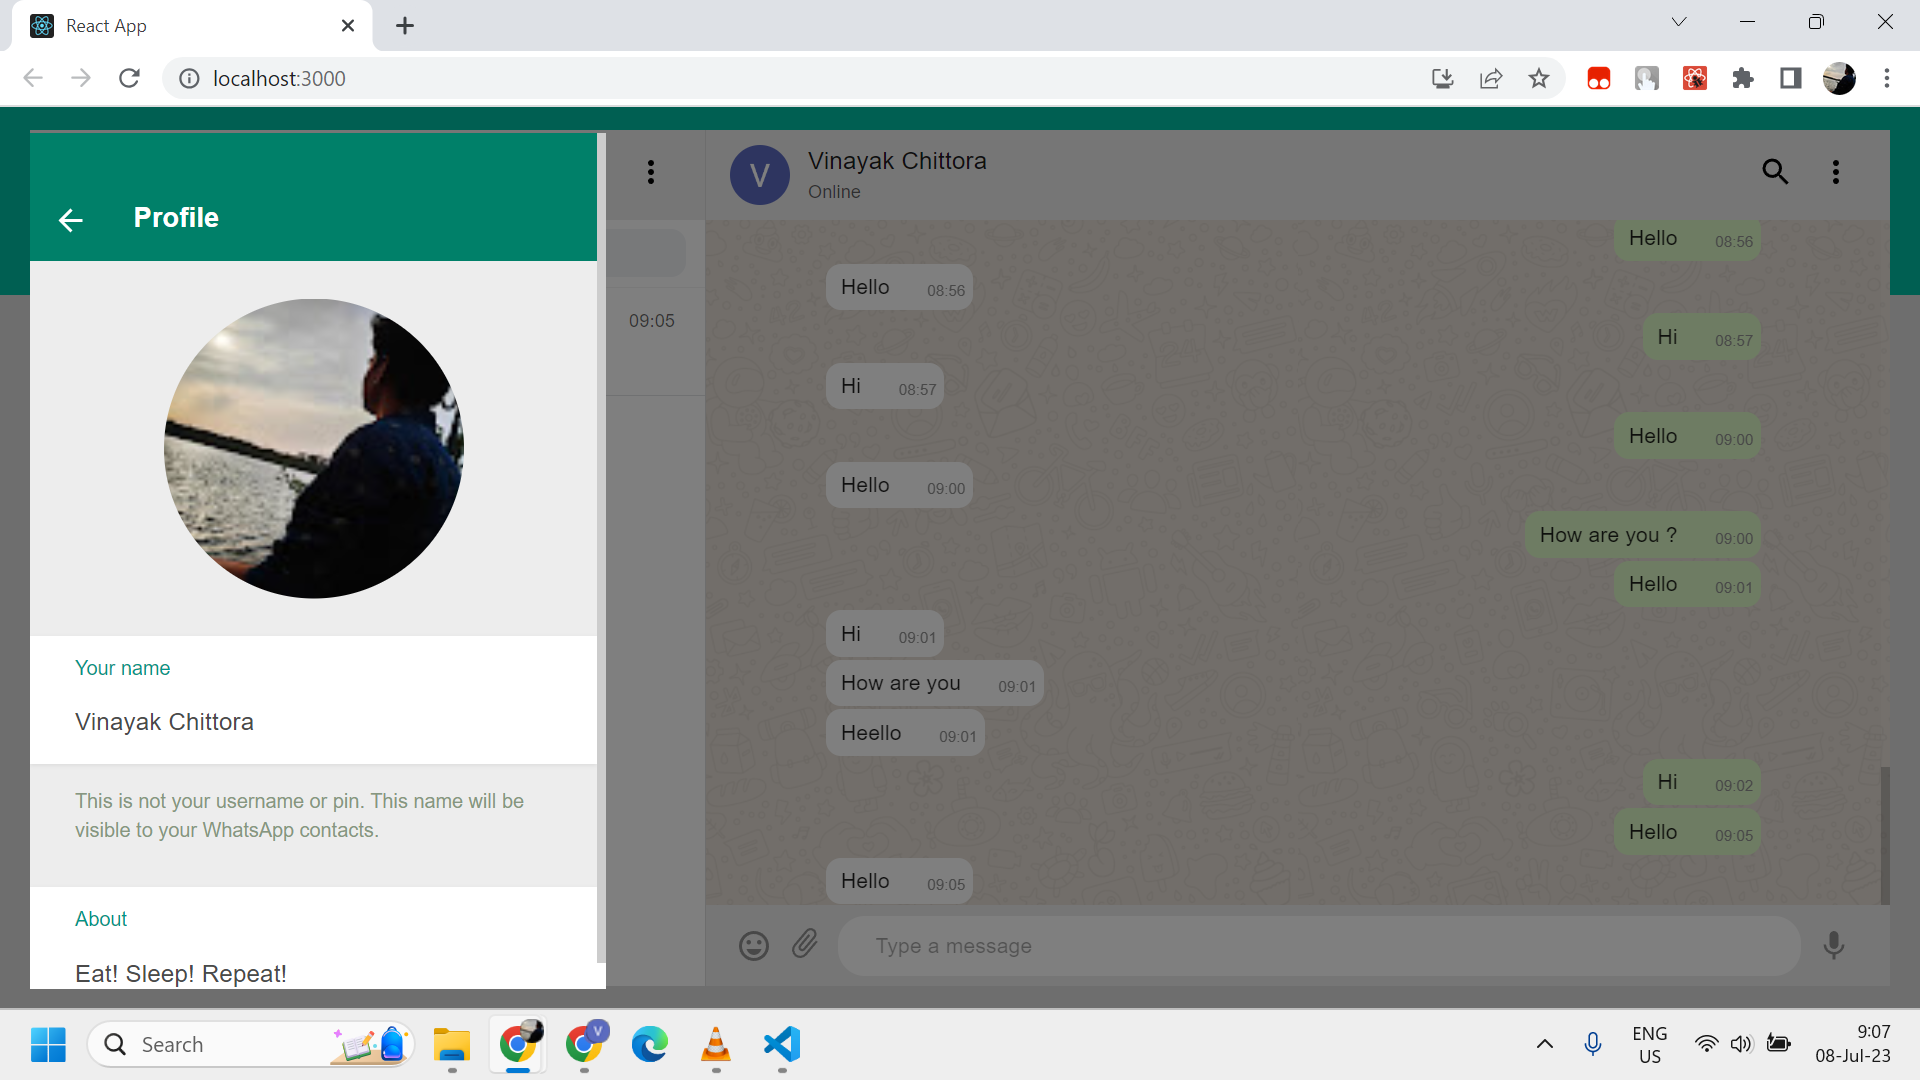 React App
localhost:3000
Profile
Your name
Vinayak Chittora
This is not your username or pin. This name will be
visible to your WhatsApp contacts.
About
Eat! Sleep! Repeat!
09:05
V
Vinayak Chittora
Online
Hello 08:56
Hello 08:56
Hi 08:57
Hi 08:57
Hello 09:00
Hello 09:00
How are you ? 09:00
Hello 09:01
Hi 09:01
How are you 09:01
Heello 09:01
Hi 09:02
Hello 09:05
Hello 09:05
Type a message
Search
V
ENG
US
9:07
08-Jul-23